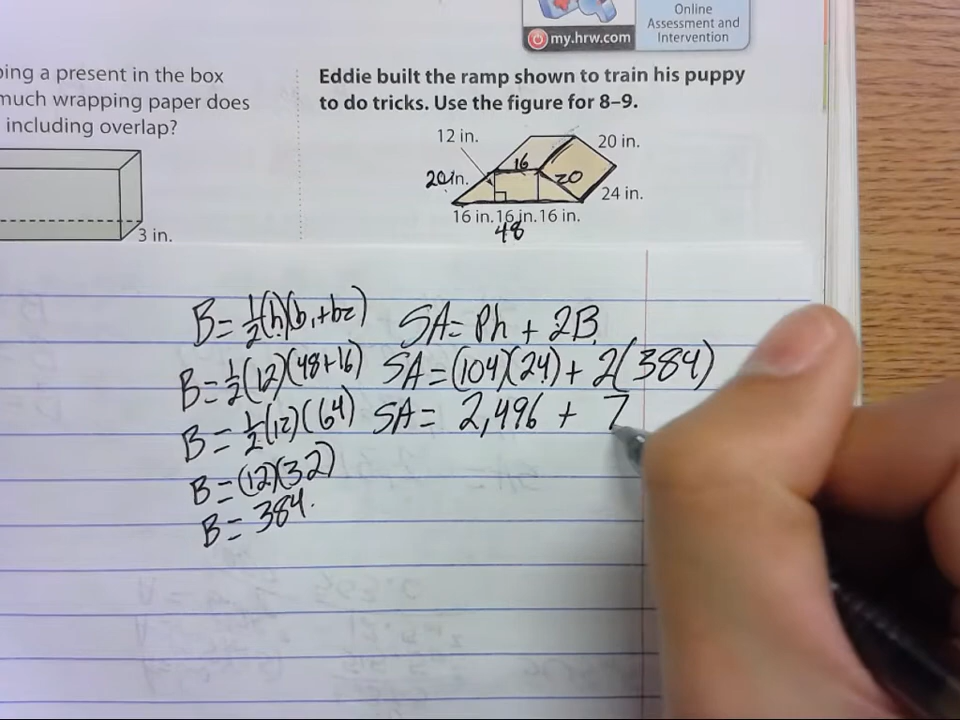 Online
Assessment and
Intervention
my.hrw.com
ing a present in the box
much wrapping paper does
including overlap?
3 in.
Eddie built the ramp shown to train his puppy
to do tricks. Use the figure for 8–9.
12 in.
20 in.
16
20in.
20
24 in.
16 in. 16 in. 16 in.
48
B = 1/2(h)(b₁+b₂)
B = 1/2(12)(48+16)
B = 1/2(12)(64)
B = (12)(32)
B = 384.
SA = Ph + 2B
SA = (104)(24) + 2(384)
SA = 2,496 + 7